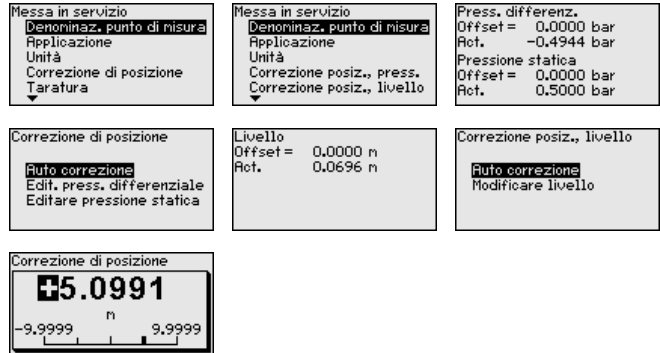 Messa in servizio
Denominaz. punto di misura
Applicazione
Unità
Correzione di posizione
Taratura
Messa in servizio
Denominaz. punto di misura
Applicazione
Unità
Correzione posiz., press.
Correzione posiz., livello
Press. differenz.
Offset = 0.0000 bar
Act. -0.4944 bar
Pressione statica
Offset = 0.0000 bar
Act. 0.5000 bar
Correzione di posizione
Auto correzione
Edit. press. differenziale
Editare pressione statica
Livello
Offset = 0.0000 m
Act. 0.0696 m
Correzione posiz., livello
Auto correzione
Modificare livello
Correzione di posizione
+5.0991
m
-9.9999 9.9999